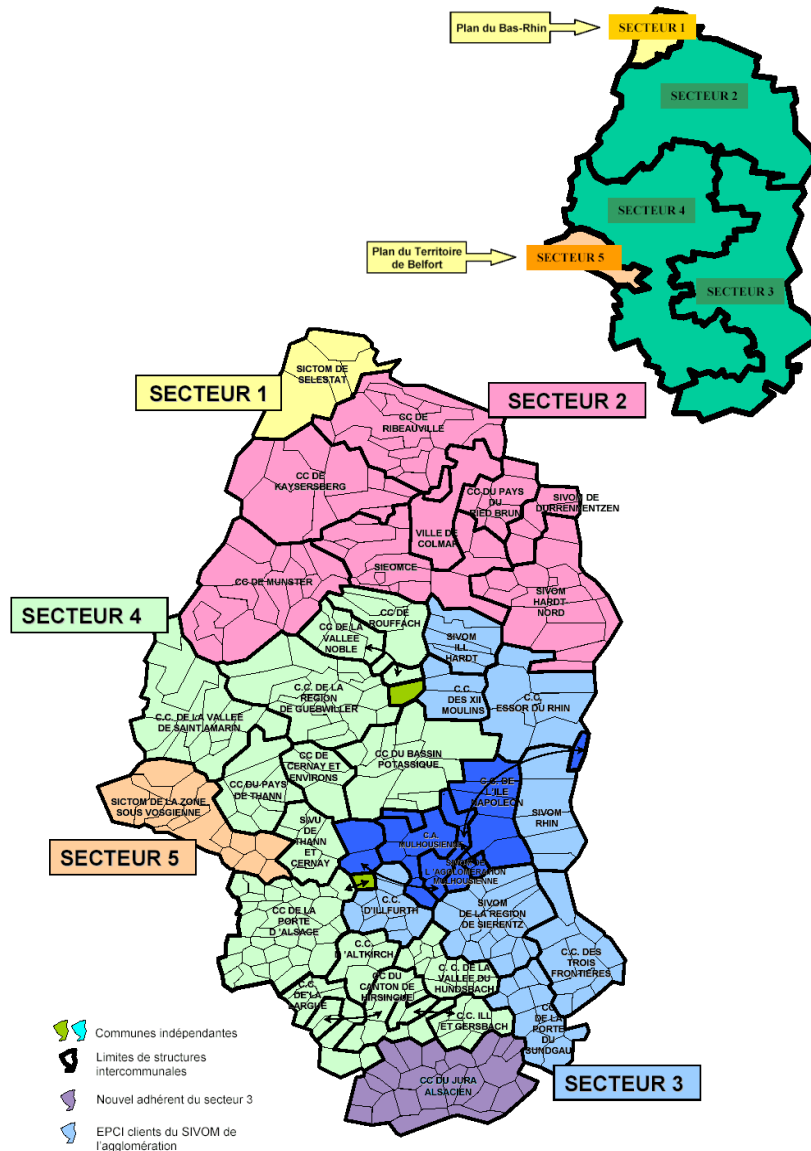 Plan du Bas-Rhin
SECTEUR 1
SECTEUR 2
SECTEUR 4
Plan du Territoire
de Belfort
SECTEUR 5
SECTEUR 3
SECTEUR 1
SICTOM DE
SELESTAT
SECTEUR 2
CC DE
RIBEAUVILLE
CC DE
KAYSERSBERG
CC DU PAYS
DU
RIED BRUN
SIVOM DE
DURRENMENTZEN
VILLE DE
COLMAR
SIEOMCE
CC DE MUNSTER
SIVOM
HARDT-
NORD
SECTEUR 4
CC DE
ROUFFACH
CC DE LA
VALLEE
NOBLE
SIVOM
ILL
HARDT
C.C. DE LA
REGION
DE GUEBWILLER
C.C.
DES XII
MOULINS
C.C.
ESSOR DU RHIN
C.C. DE LA VALLEE
DE SAINT AMARIN
CC DE
CERNAY ET
ENVIRONS
CC DU BASSIN
POTASSIQUE
CC DU PAYS
DE THANN
C.C. DE
L'ILE
NAPOLEON
SICTOM DE LA ZONE
SOUS VOSGIENNE
SIVU
DE
THANN
ET
CERNAY
SIVOM
RHIN
C.A.
MULHOUSIENNE
SECTEUR 5
SIVOM DE
L 'AGGLOMERATION
MULHOUSIENNE
C.C.
D'ILLFURTH
SIVOM
DE LA REGION
DE SIERENTZ
CC DE LA
PORTE
D 'ALSACE
C.C.
D 'ALTKIRCH
C.C. DES
TROIS
FRONTIERES
C. C. DE LA
VALLEE DU
HUNDSBACH
CC DU
CANTON DE
HIRSINGUE
C.C.
DE LA
LARGUE
C.C. ILL
ET GERSBACH
CC
DE LA
PORTE
DU
SUNDGAU
Communes indépendantes
Limites de structures
intercommunales
SECTEUR 3
CC DU JURA
ALSACIEN
Nouvel adhérent du secteur 3
EPCI clients du SIVOM de
l'agglomération